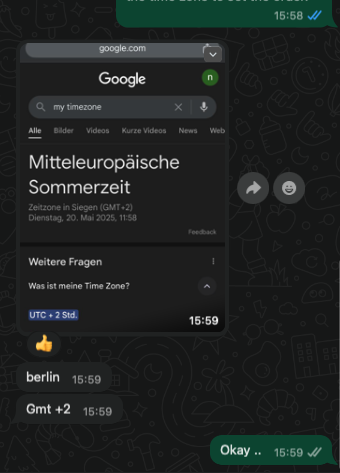 15:58
google.com
Google
n
my timezone
Alle Bilder Videos Kurze Videos News Web
Mitteleuropäische
Sommerzeit
Zeitzone in Siegen (GMT+2)
Dienstag, 20. Mai 2025, 11:58
Feedback
Weitere Fragen
Was ist meine Time Zone?
UTC + 2 Std.
15:59
berlin 15:59
Gmt +2 15:59
Okay .. 15:59